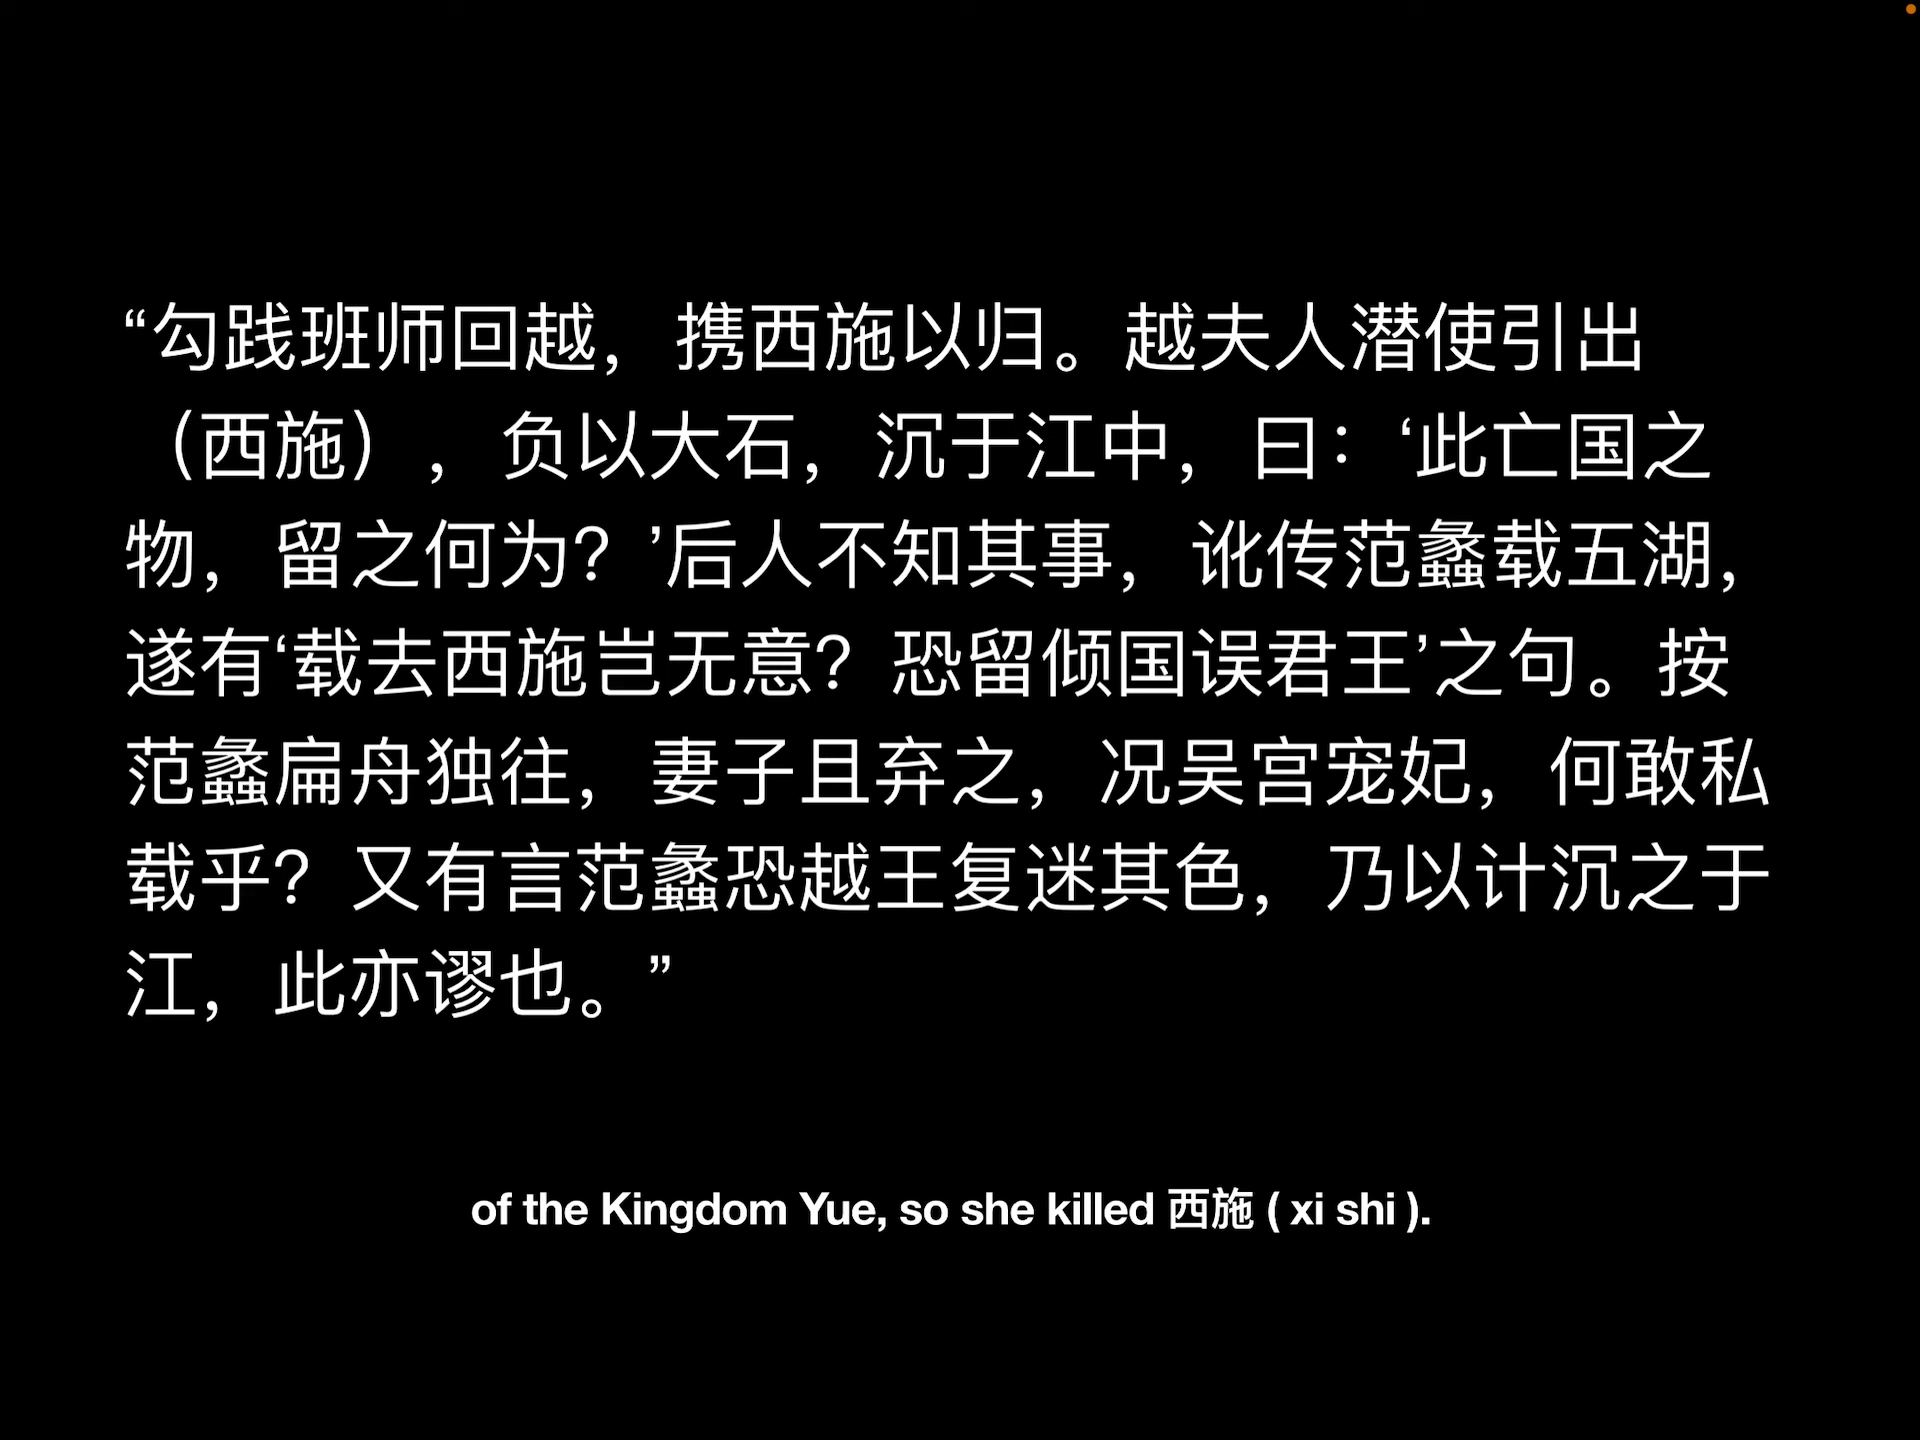 “勾践班师回越，携西施以归。越夫人潜使引出
（西施），负以大石，沉于江中，曰：‘此亡国之
物，留之何为？’后人不知其事，讹传范蠡载五湖，
遂有‘载去西施岂无意？恐留倾国误君王’之句。按
范蠡扁舟独往，妻子且弃之，况吴宫宠妃，何敢私
载乎？又有言范蠡恐越王复迷其色，乃以计沉之于
江，此亦谬也。”
of the Kingdom Yue, so she killed 西施 ( xi shi ).